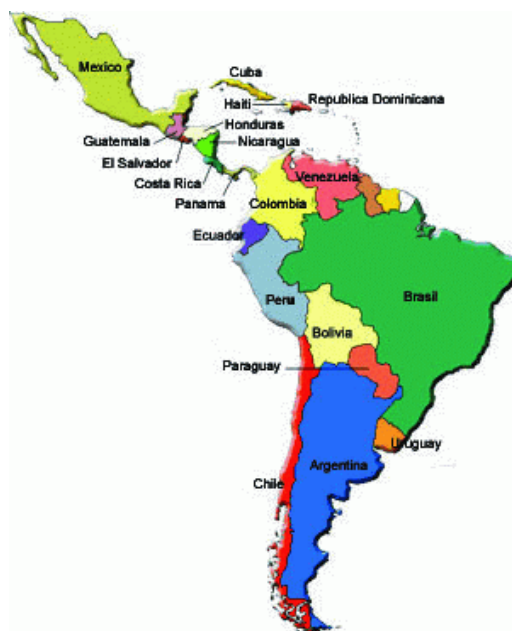 Mexico
Cuba
Haiti
Republica Dominicana
Honduras
Guatemala
Nicaragua
El Salvador
Costa Rica
Panama
Venezuela
Colombia
Ecuador
Peru
Brasil
Bolivia
Paraguay
Uruguay
Argentina
Chile